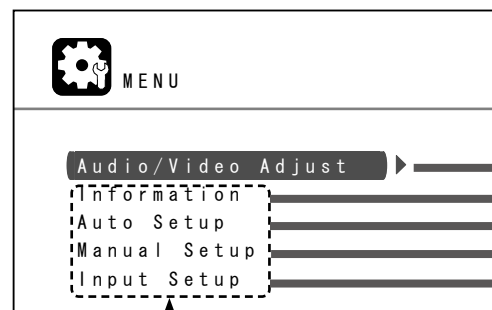 MENU
Audio/Video Adjust
Information
Auto Setup
Manual Setup
Input Setup